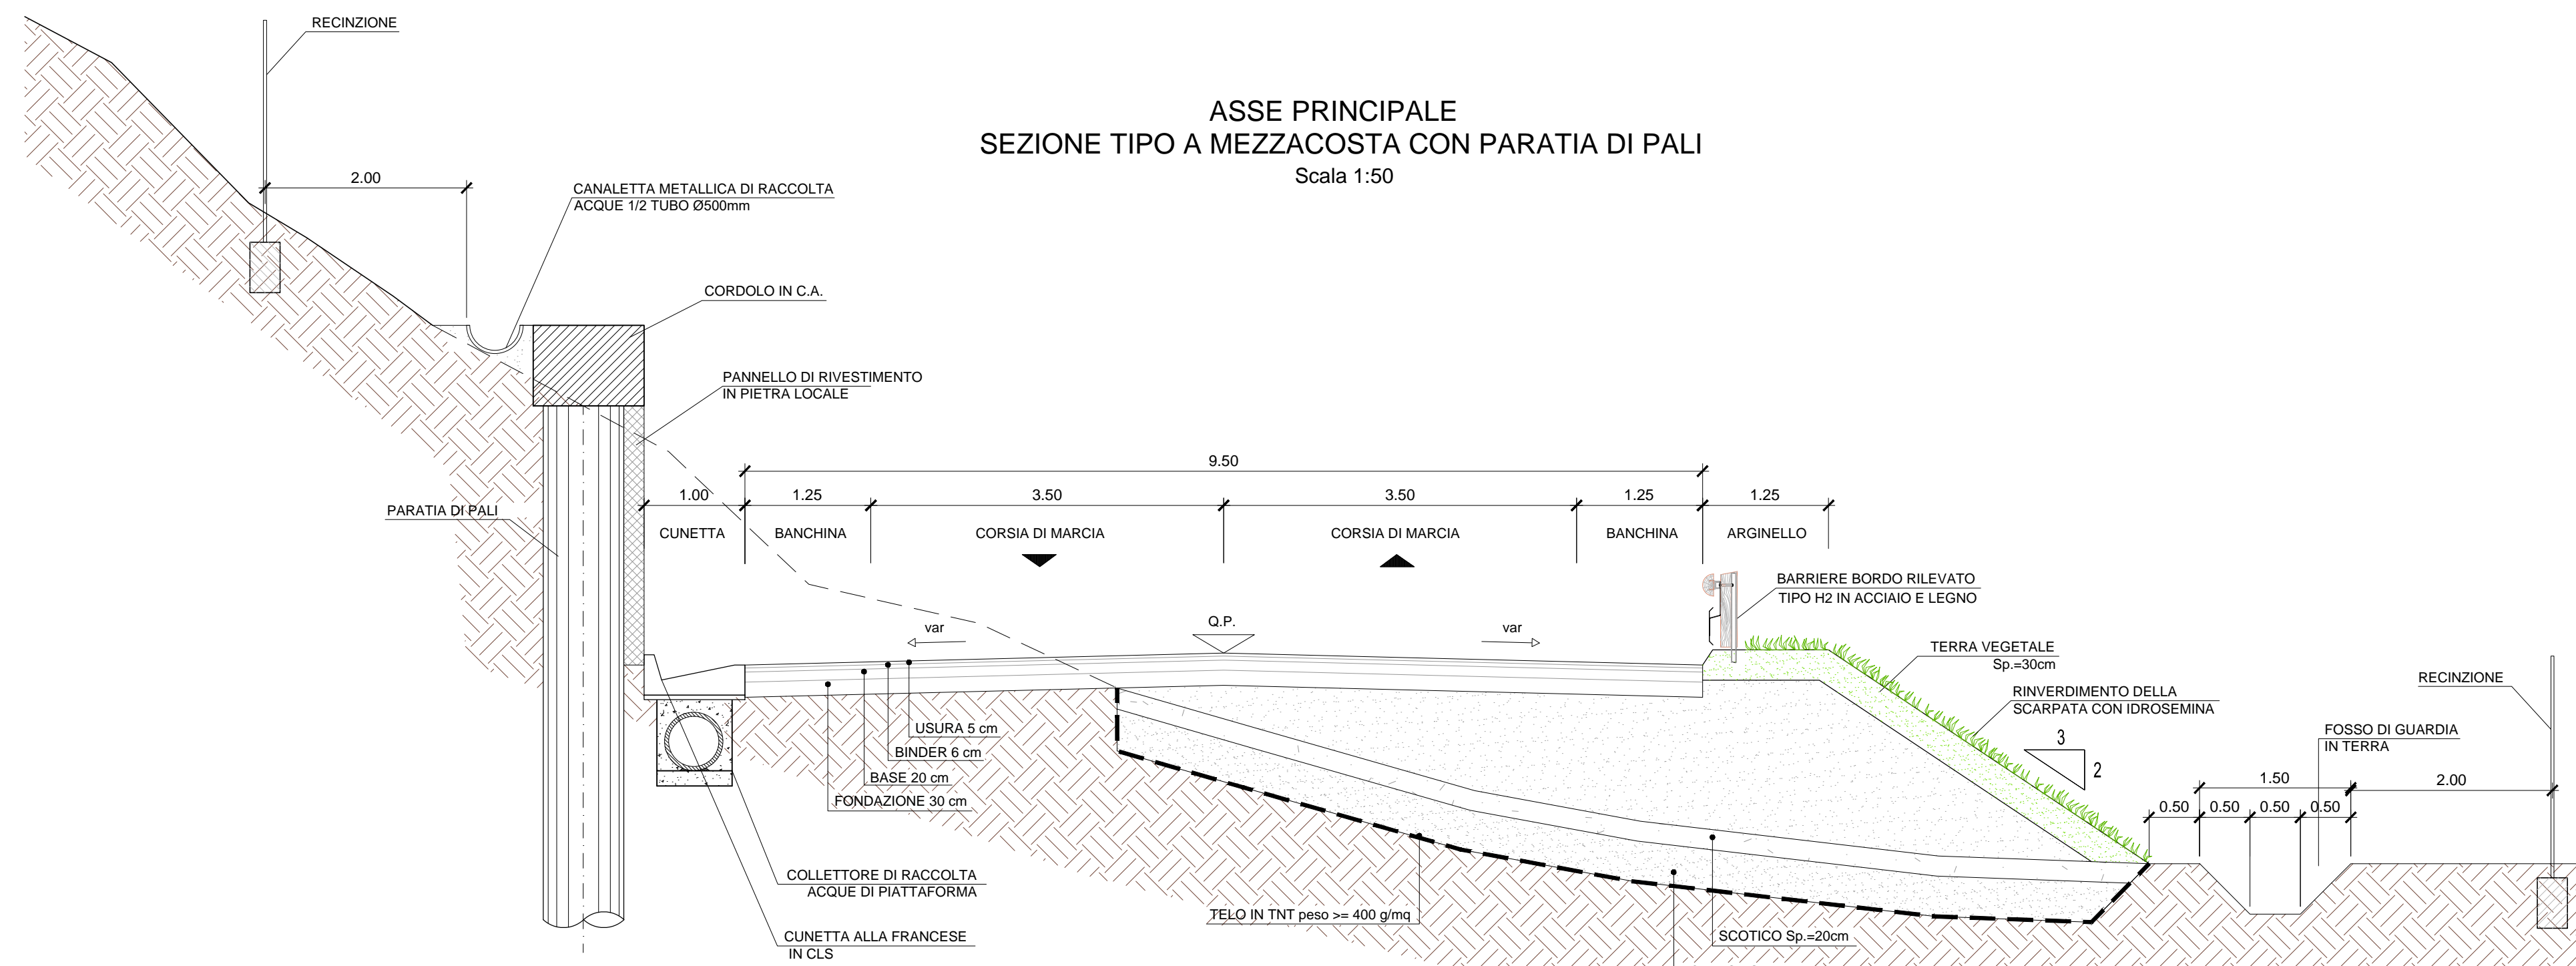 RECINZIONE
ASSE PRINCIPALE
SEZIONE TIPO A MEZZACOSTA CON PARATIA DI PALI
Scala 1:50
2.00
CANALETTA METALLICA DI RACCOLTA
ACQUE 1/2 TUBO Ø500mm
CORDOLO IN C.A.
PANNELLO DI RIVESTIMENTO
IN PIETRA LOCALE
9.50
1.00
1.25
3.50
3.50
1.25
1.25
PARATIA DI PALI
CUNETTA
BANCHINA
CORSIA DI MARCIA
CORSIA DI MARCIA
BANCHINA
ARGINELLO
BARRIERE BORDO RILEVATO
TIPO H2 IN ACCIAIO E LEGNO
var
Q.P.
var
TERRA VEGETALE
Sp.=30cm
RECINZIONE
RINVERDIMENTO DELLA
SCARPATA CON IDROSEMINA
USURA 5 cm
BINDER 6 cm
BASE 20 cm
FONDAZIONE 30 cm
3
2
FOSSO DI GUARDIA
IN TERRA
1.50
2.00
0.50
0.50
0.50
0.50
COLLETTORE DI RACCOLTA
ACQUE DI PIATTAFORMA
TELO IN TNT peso >= 400 g/mq
CUNETTA ALLA FRANCESE
IN CLS
SCOTICO Sp.=20cm